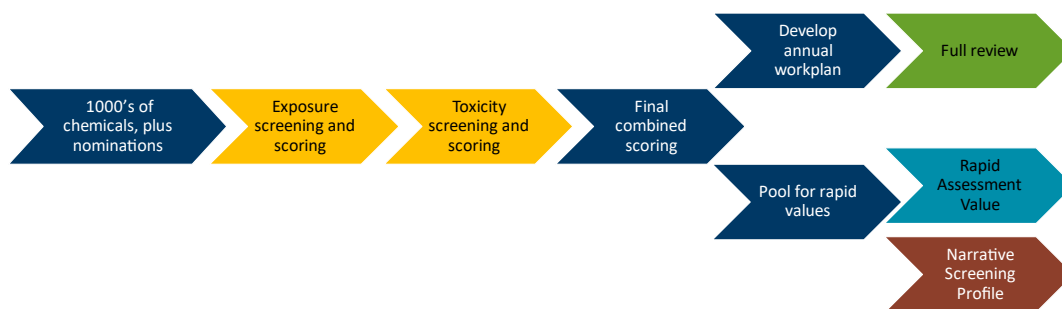 1000's of
chemicals, plus
nominations
Exposure
screening and
scoring
Toxicity
screening and
scoring
Final
combined
scoring
Develop
annual
workplan
Full review
Pool for rapid
values
Rapid
Assessment
Value
Narrative
Screening
Profile